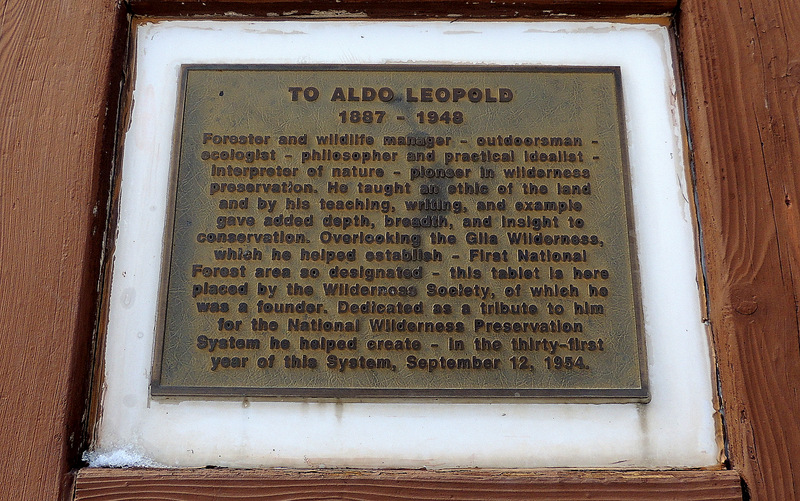 TO ALDO LEOPOLD
1887 - 1948
Forester and wildlife manager - outdoorsman -
ecologist - philosopher and practical idealist -
interpreter of nature - pioneer in wilderness
preservation. He taught an ethic of the land
and by his teaching, writing, and example
gave added depth, breadth, and insight to
conservation. Overlooking the Gila Wilderness,
which he helped establish - First National
Forest area so designated - this tablet is here
placed by the Wilderness Society, of which he
was a founder. Dedicated as a tribute to him
for the National Wilderness Preservation
System he helped create - in the thirty-first
year of this System, September 12, 1954.